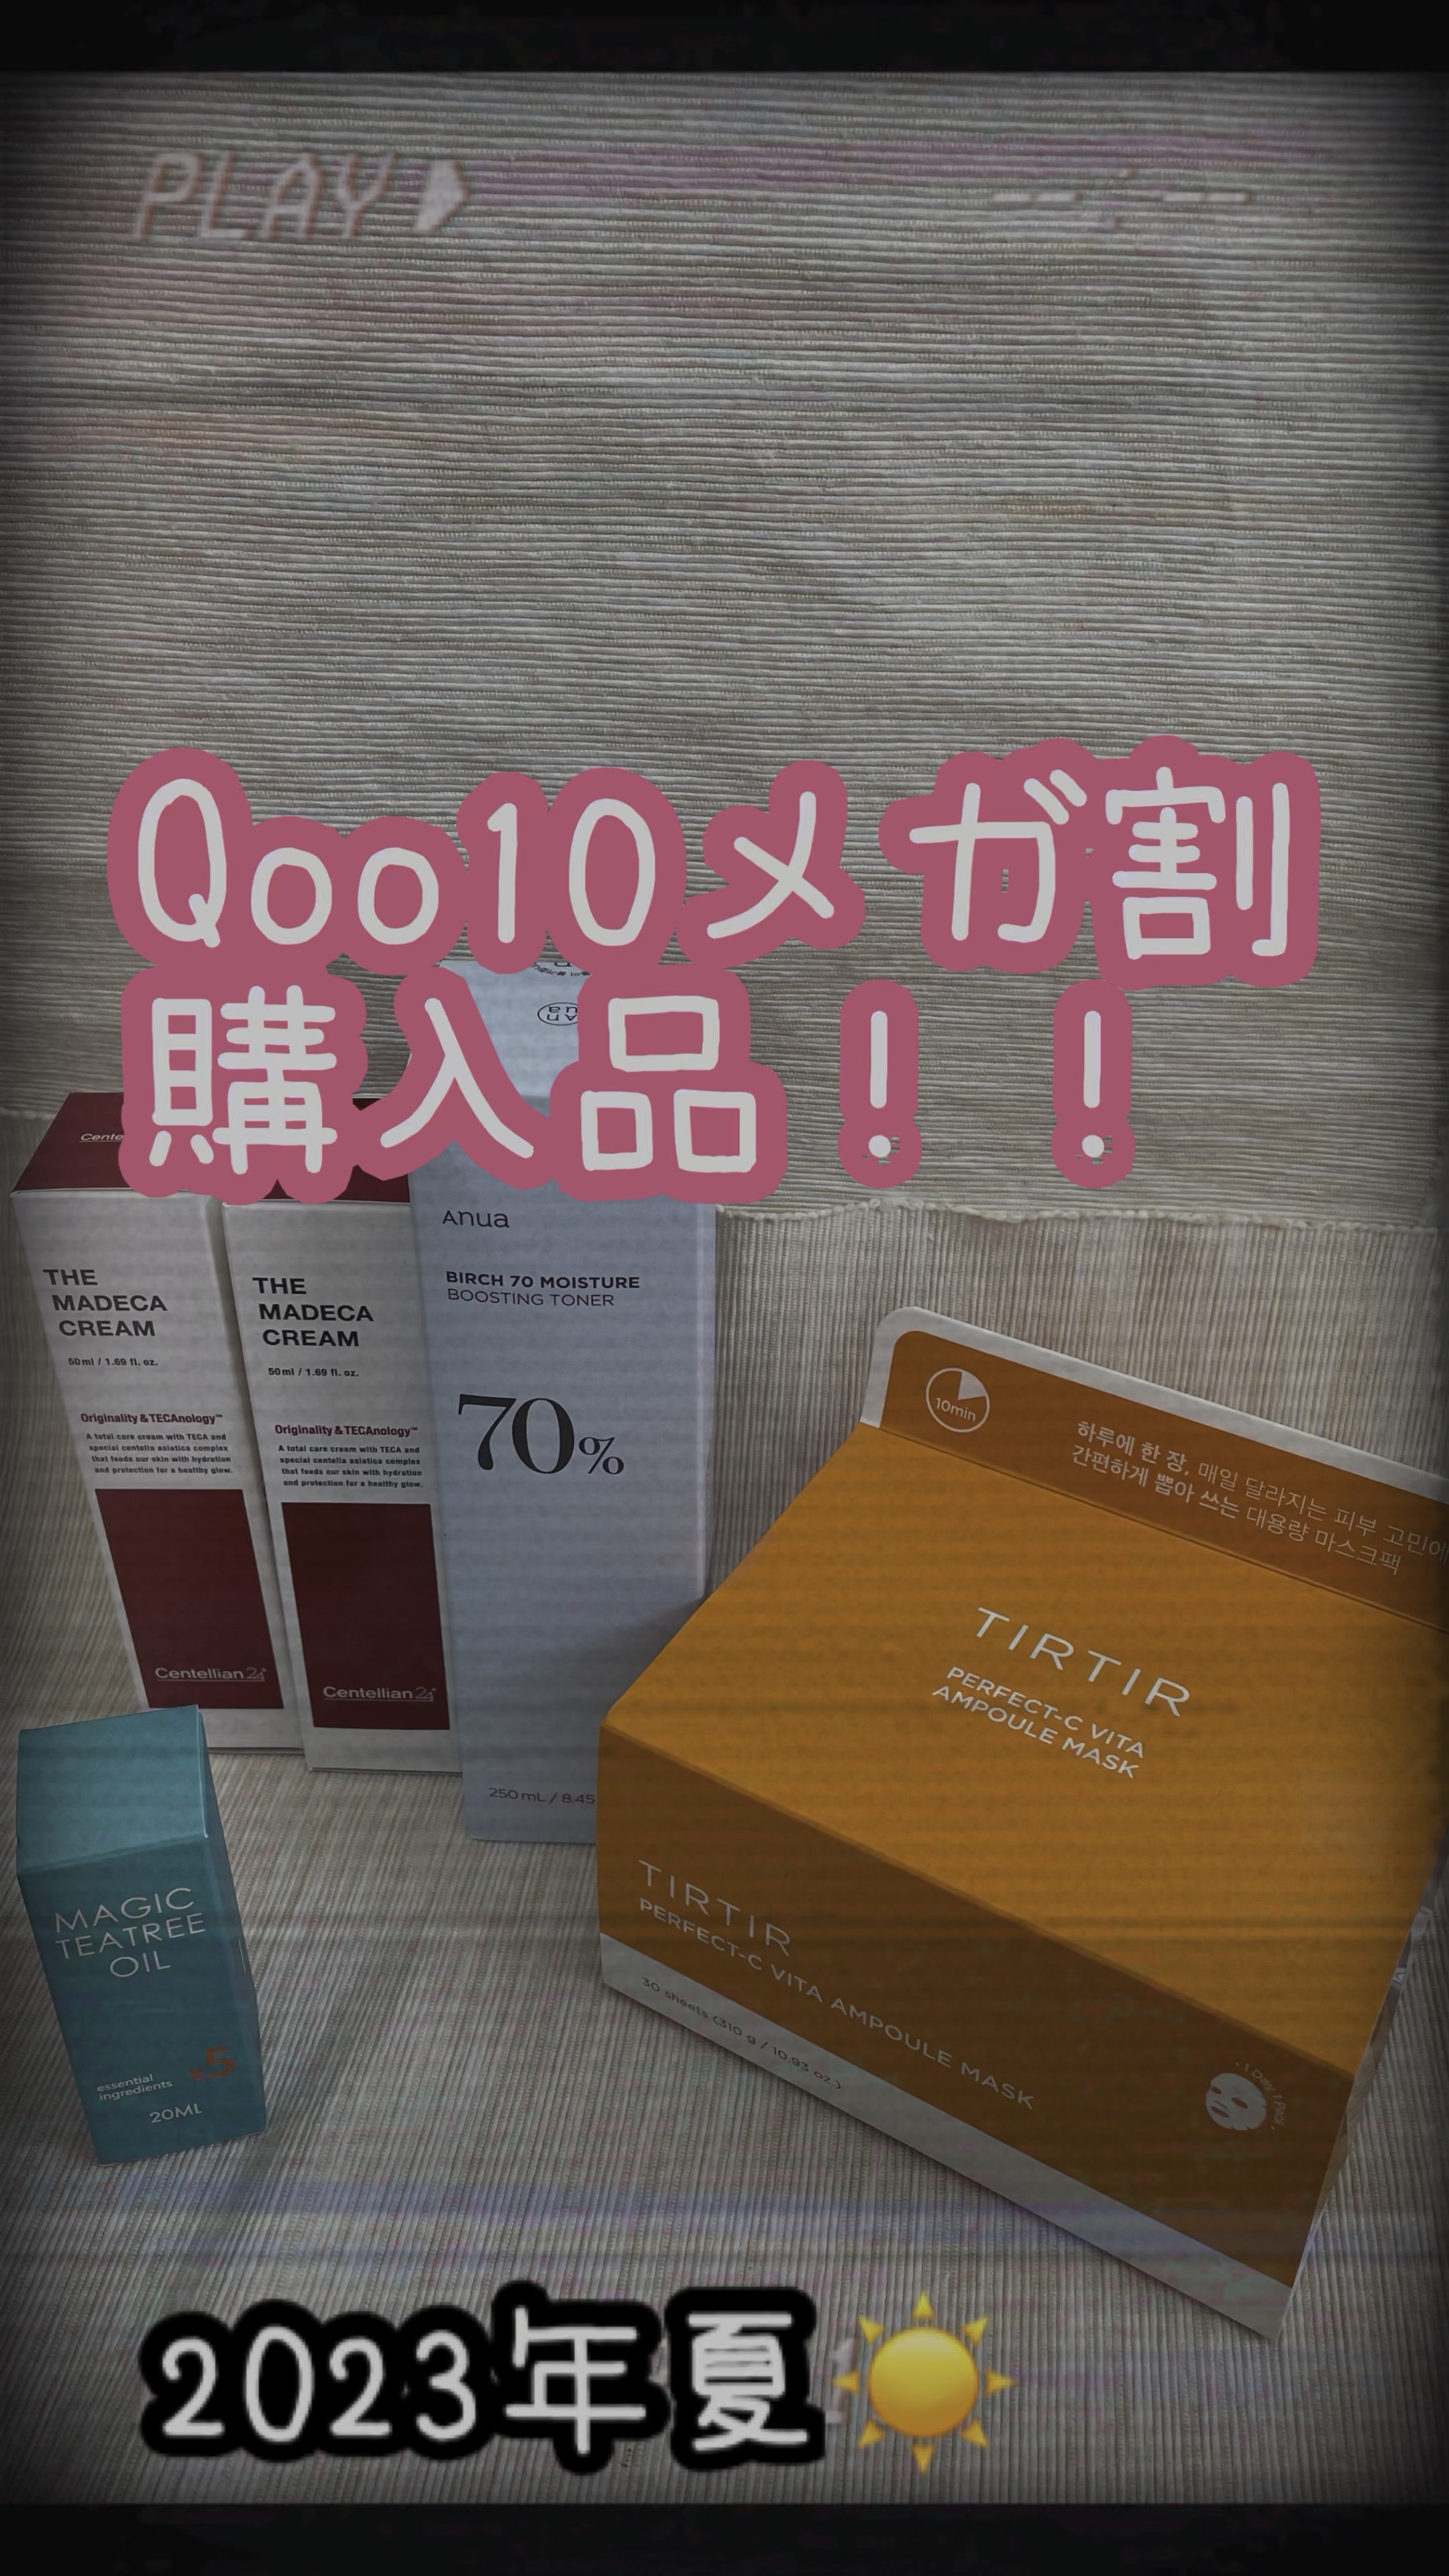 PLAY
--:--
Qoo10メガ割
購入品！！
Anua
BIRCH 70 MOISTURE
BOOSTING TONER
70%
250mL / 8.45
THE
MADECA
CREAM
50ml / 1.69 fl. oz.
Originality & TECAnology™
A total care cream with TECA and
special centella asiatica complex
that feeds our skin with hydration
and protection for a healthy glow.
Centellian24
THE
MADECA
CREAM
50ml / 1.69 fl. oz.
Originality & TECAnology™
A total care cream with TECA and
special centella asiatica complex
that feeds our skin with hydration
and protection for a healthy glow.
Centellian24
10min
하루에 한 장, 매일 달라지는 피부 고민에
간편하게 뽑아 쓰는 대용량 마스크팩
TIRTIR
PERFECT-C VITA
AMPOULE MASK
TIRTIR
PERFECT-C VITA AMPOULE MASK
30 sheets (310 g / 10.93 oz.)
1 Day 1 Pack
MAGIC
TEATREE
OIL
essential
ingredients
x5
20ML
2023年夏